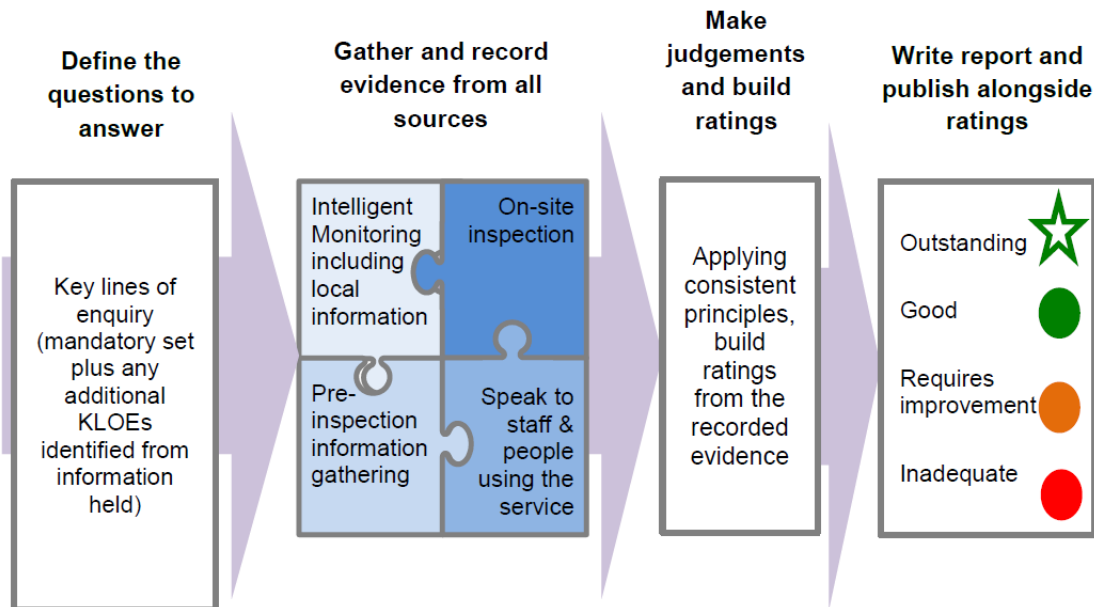 Define the
questions to
answer
Gather and record
evidence from all
sources
Make
judgements
and build
ratings
Write report and
publish alongside
ratings
Key lines of
enquiry
(mandatory set
plus any
additional
KLOEs
identified from
information
held)
Intelligent
Monitoring
including
local
information
On-site
inspection
Pre-
inspection
information
gathering
Speak to
staff &
people
using the
service
Applying
consistent
principles,
build
ratings
from the
recorded
evidence
Outstanding
Good
Requires
improvement
Inadequate